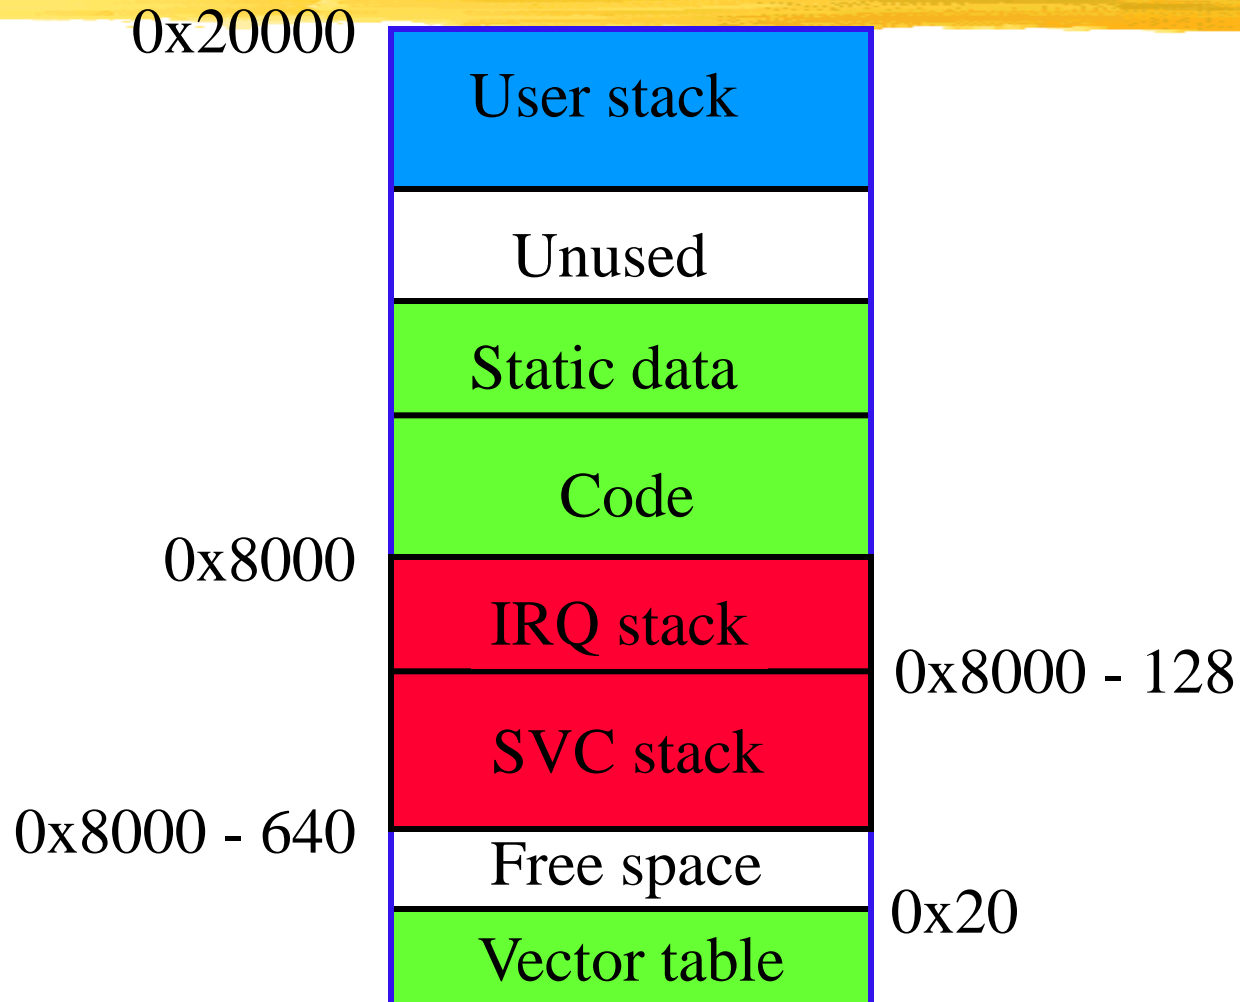 0x20000
User stack
Unused
Static data
Code
0x8000
IRQ stack
0x8000 - 128
SVC stack
0x8000 - 640
Free space
0x20
Vector table